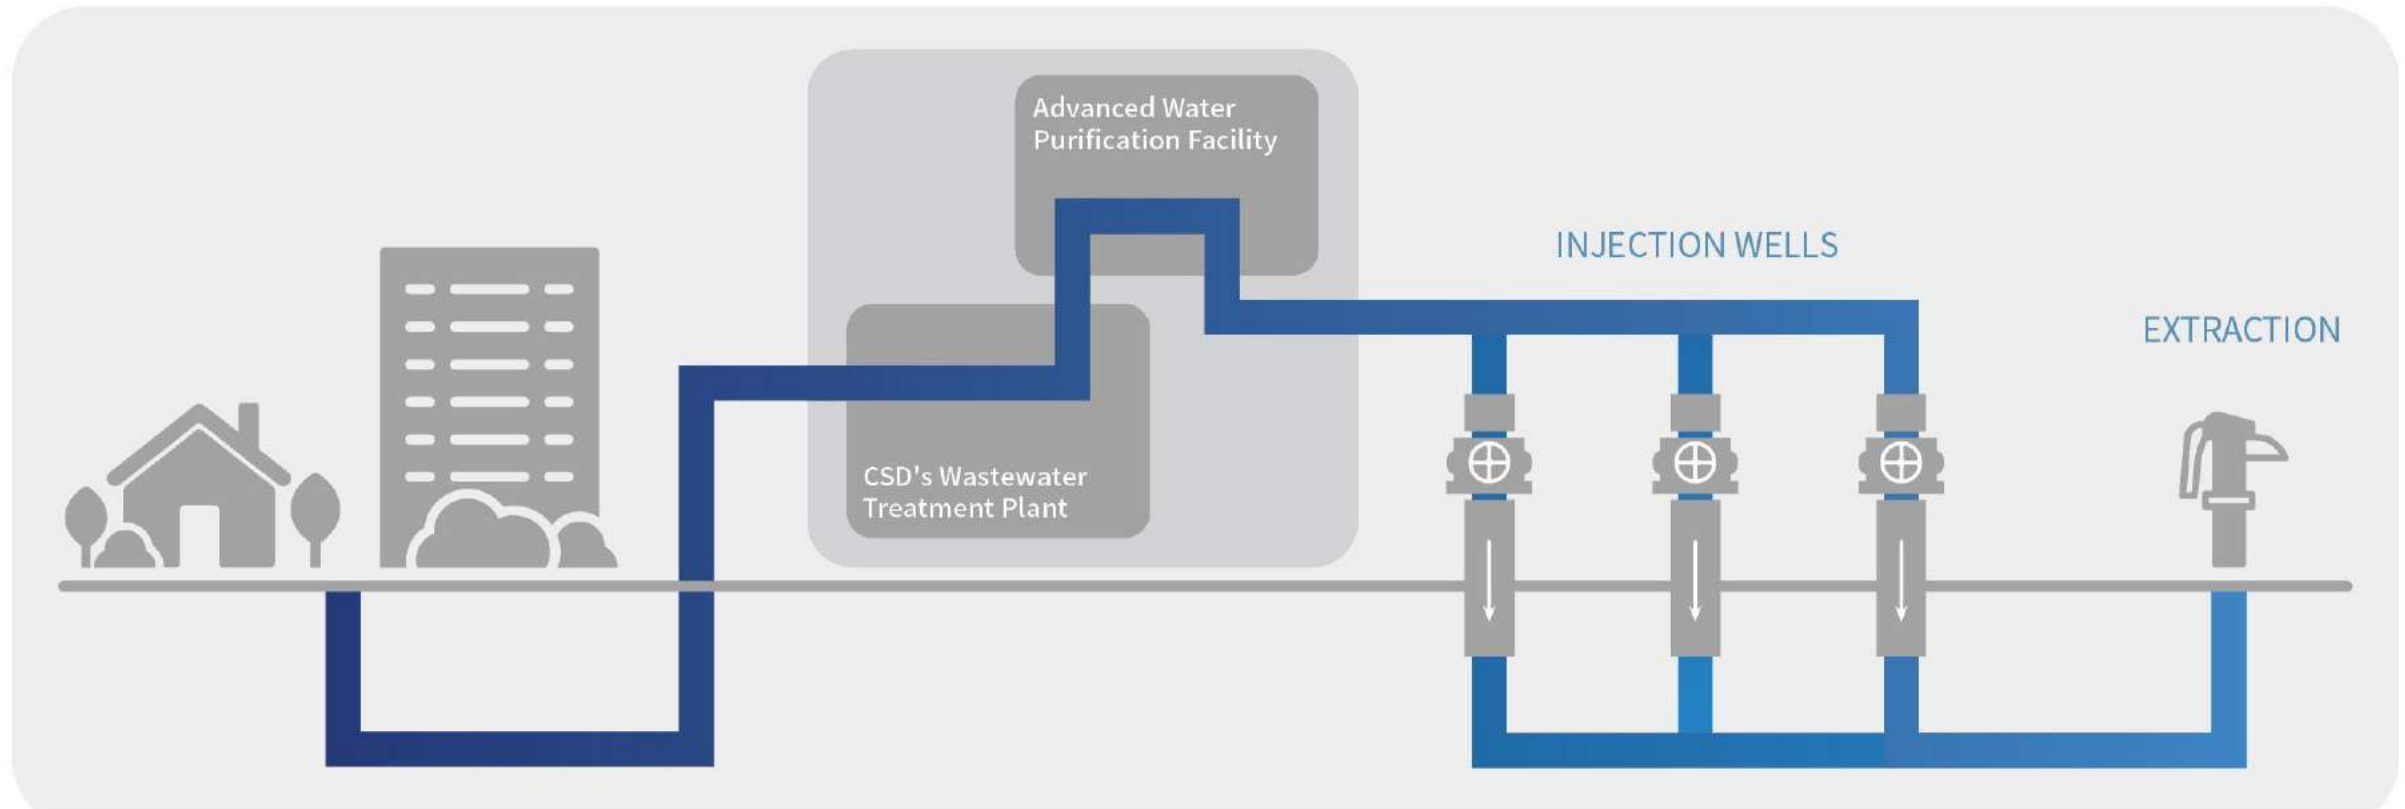 Advanced Water
Purification Facility
INJECTION WELLS
EXTRACTION
CSD's Wastewater
Treatment Plant